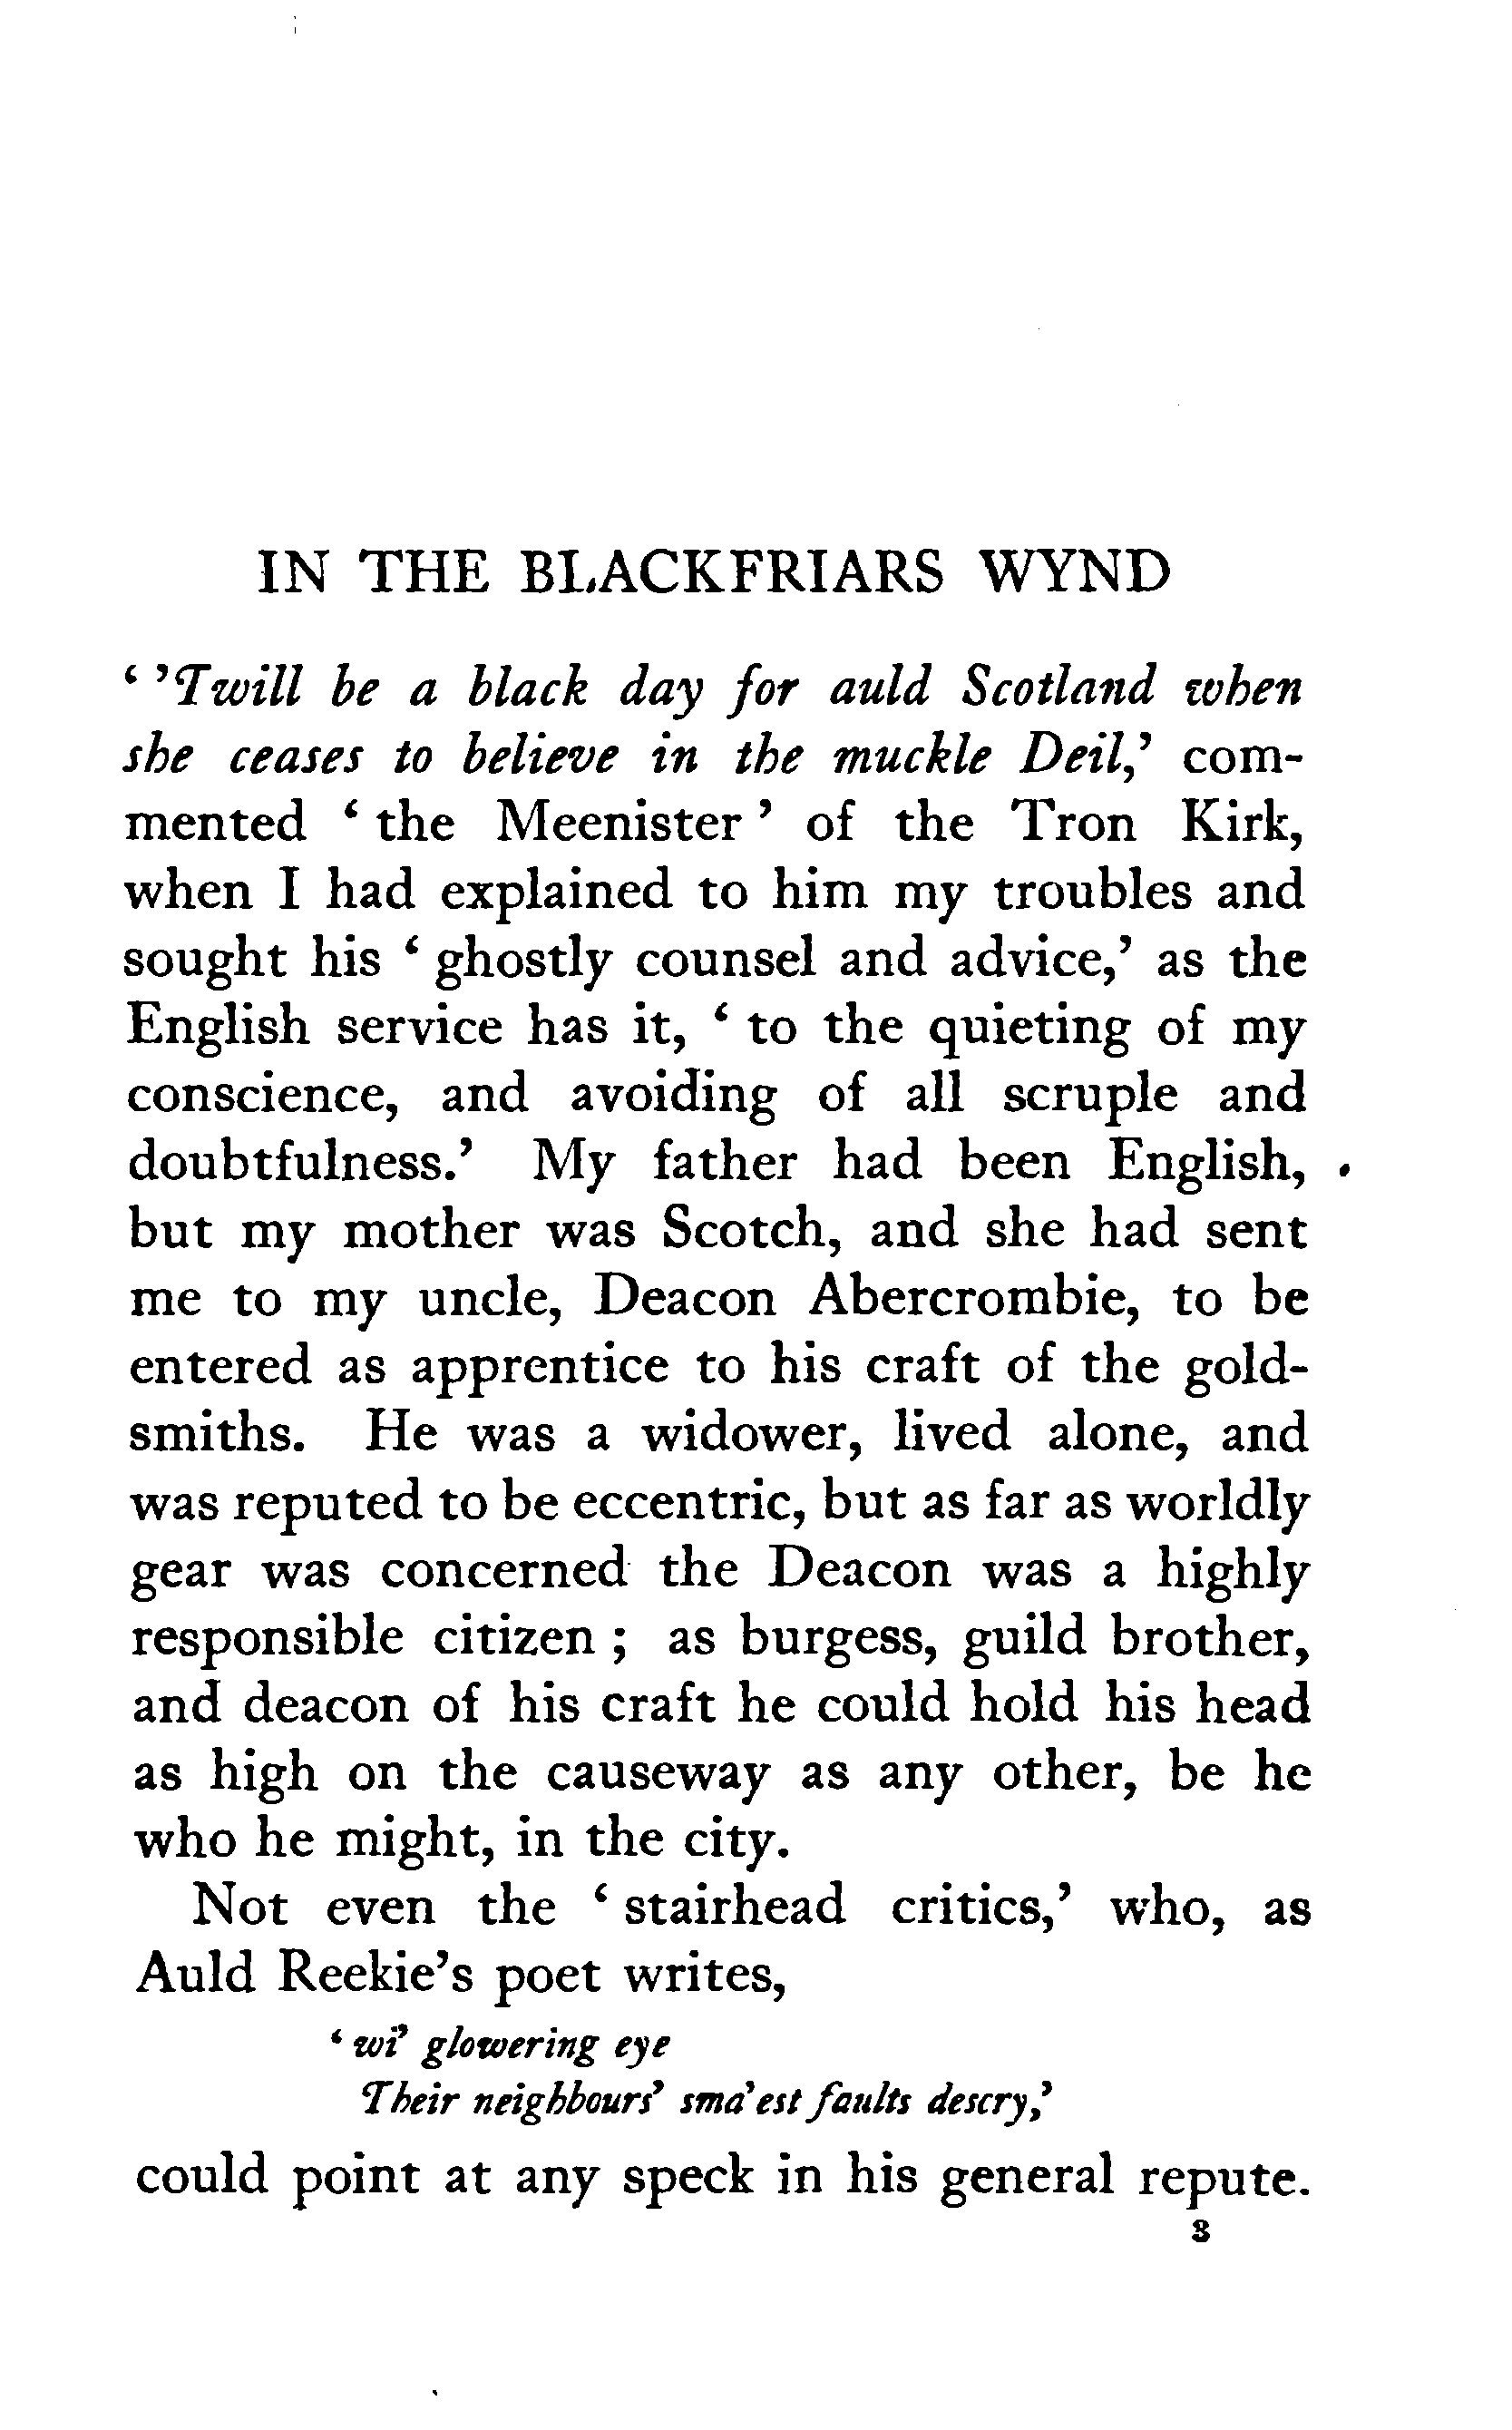 IN THE BLACKFRIARS WYND
‘ ’Twill be a black day for auld Scotland when
she ceases to believe in the muckle Deil,’ com-
mented ‘ the Meenister ’ of the Tron Kirk,
when I had explained to him my troubles and
sought his ‘ ghostly counsel and advice,’ as the
English service has it, ‘ to the quieting of my
conscience, and avoiding of all scruple and
doubtfulness.’ My father had been English,
but my mother was Scotch, and she had sent
me to my uncle, Deacon Abercrombie, to be
entered as apprentice to his craft of the gold-
smiths. He was a widower, lived alone, and
was reputed to be eccentric, but as far as worldly
gear was concerned the Deacon was a highly
responsible citizen ; as burgess, guild brother,
and deacon of his craft he could hold his head
as high on the causeway as any other, be he
who he might, in the city.
Not even the ‘ stairhead critics,’ who, as
Auld Reekie’s poet writes,
‘ wi’ glowering eye
Their neighbours’ sma’est faults descry,’
could point at any speck in his general repute.
3